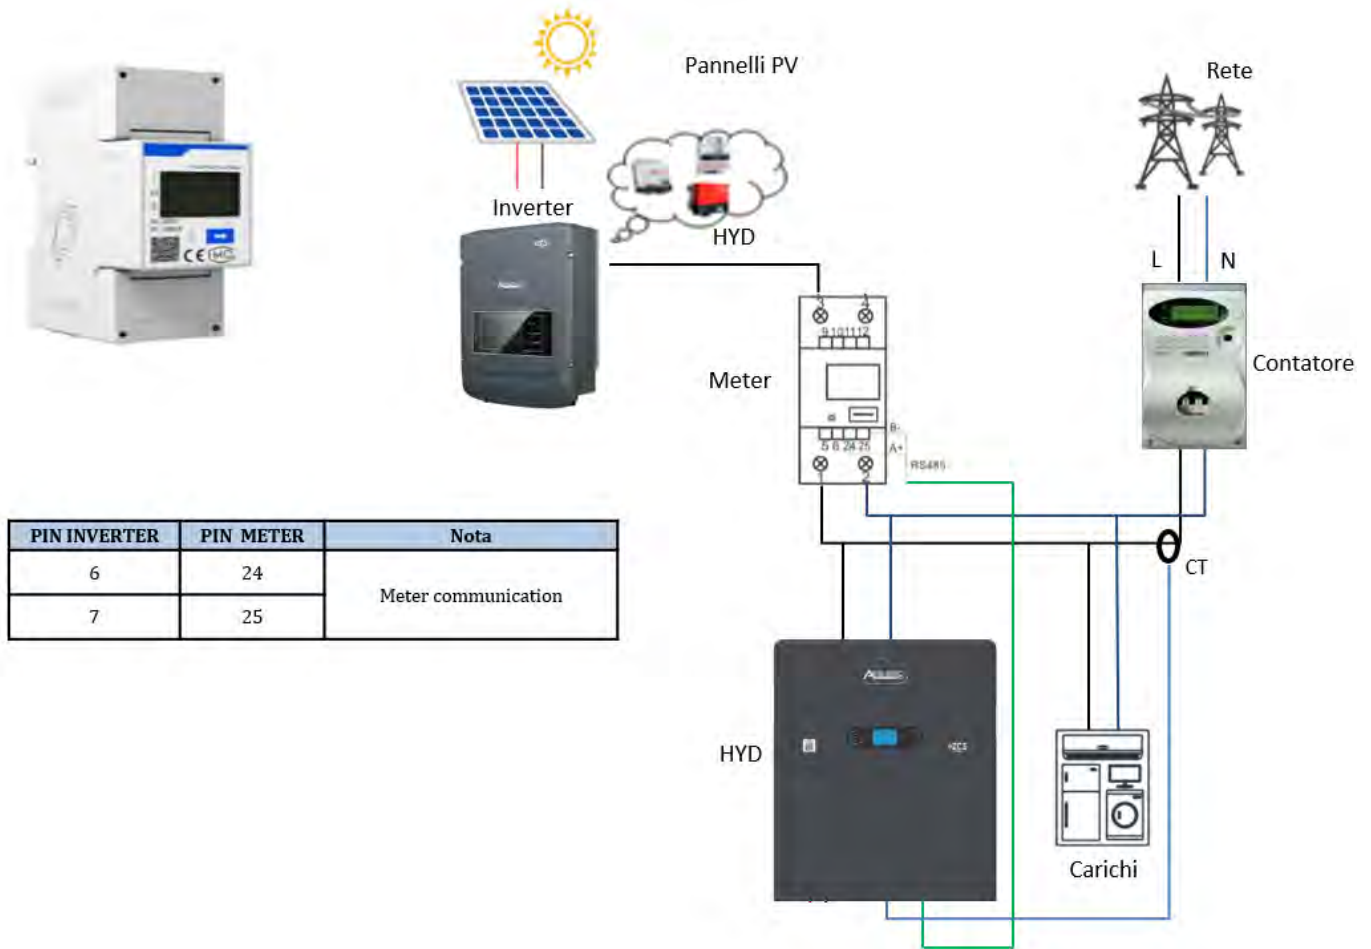 Pannelli PV
Rete
Inverter
HYD
L N
3 4
9 10 11 12
Meter
Contatore
B-
5 6 24 25
A+
RS485
1 2
CT
PIN INVERTER PIN METER Nota
6 24 Meter communication
7 25
CE
HYD
Carichi